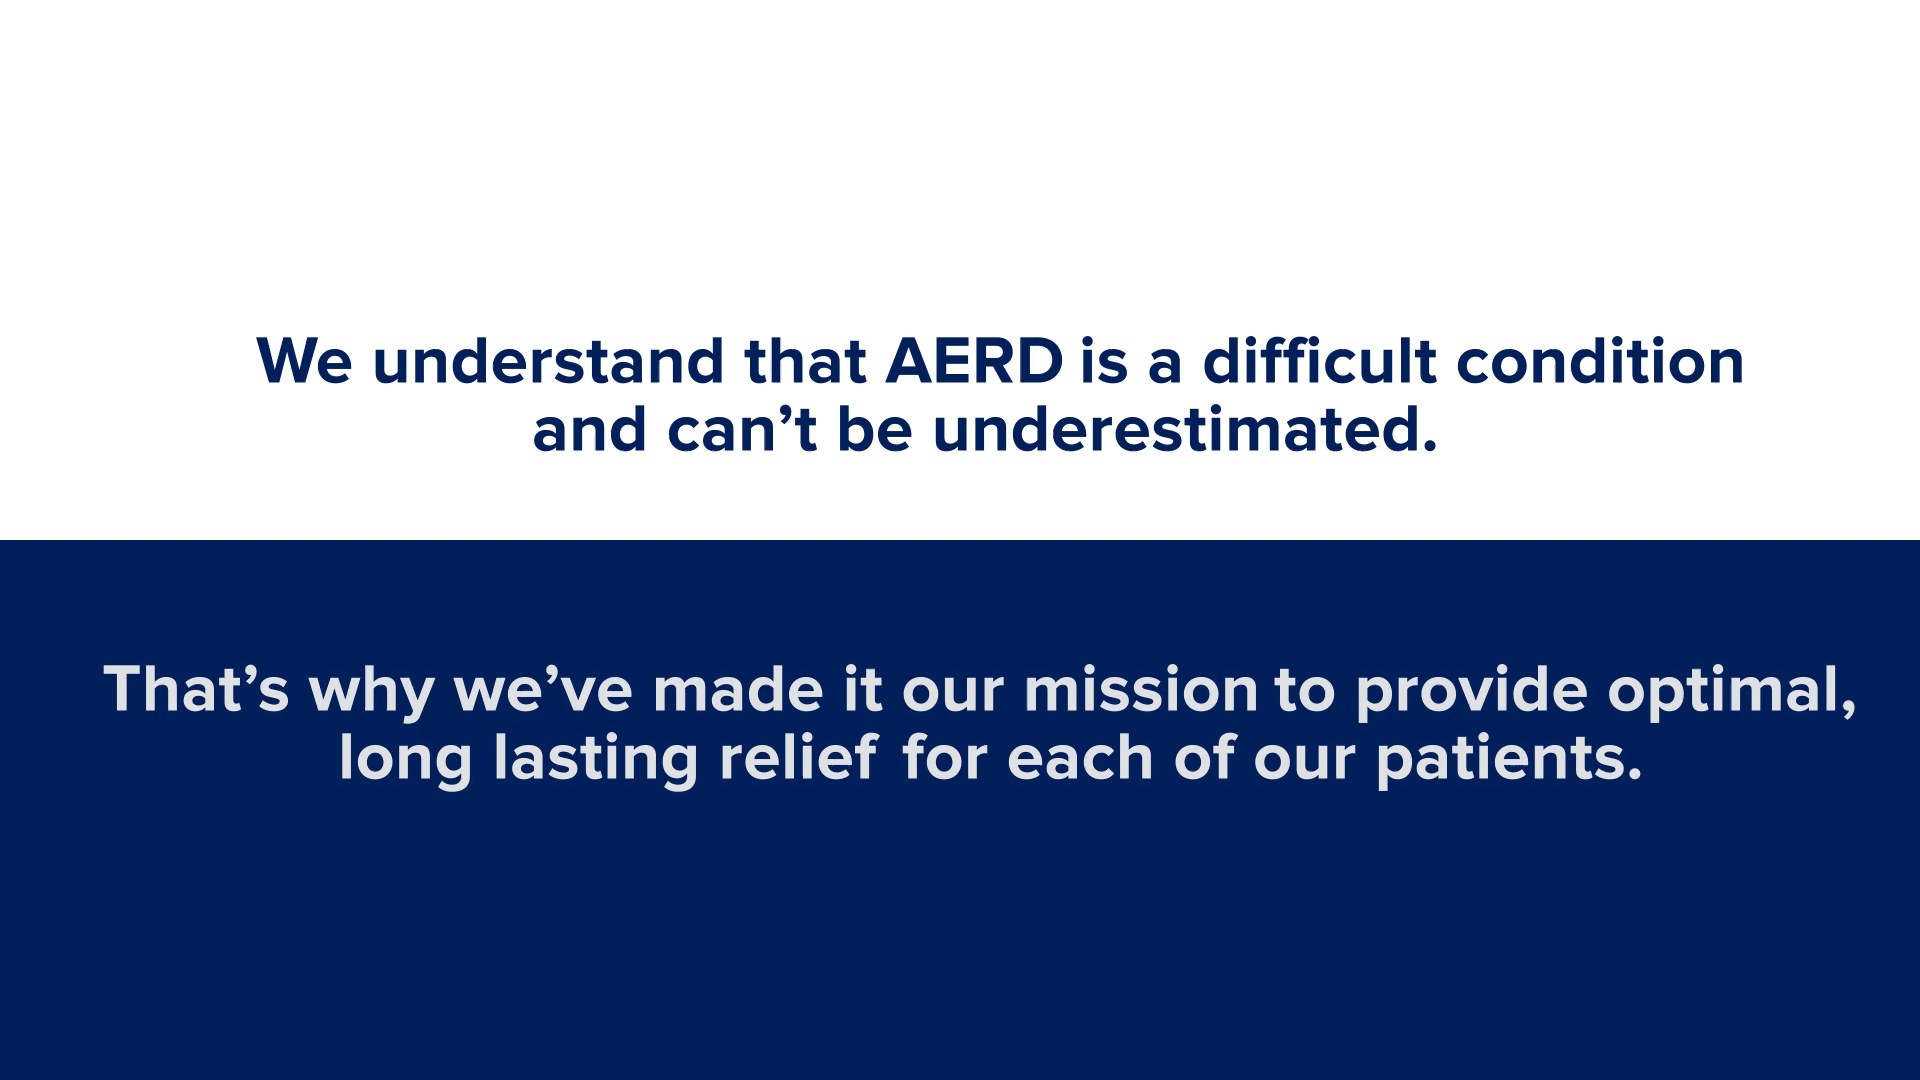 We understand that AERD is a difficult condition
and can’t be underestimated.
That’s why we’ve made it our mission to provide optimal,
long lasting relief for each of our patients.